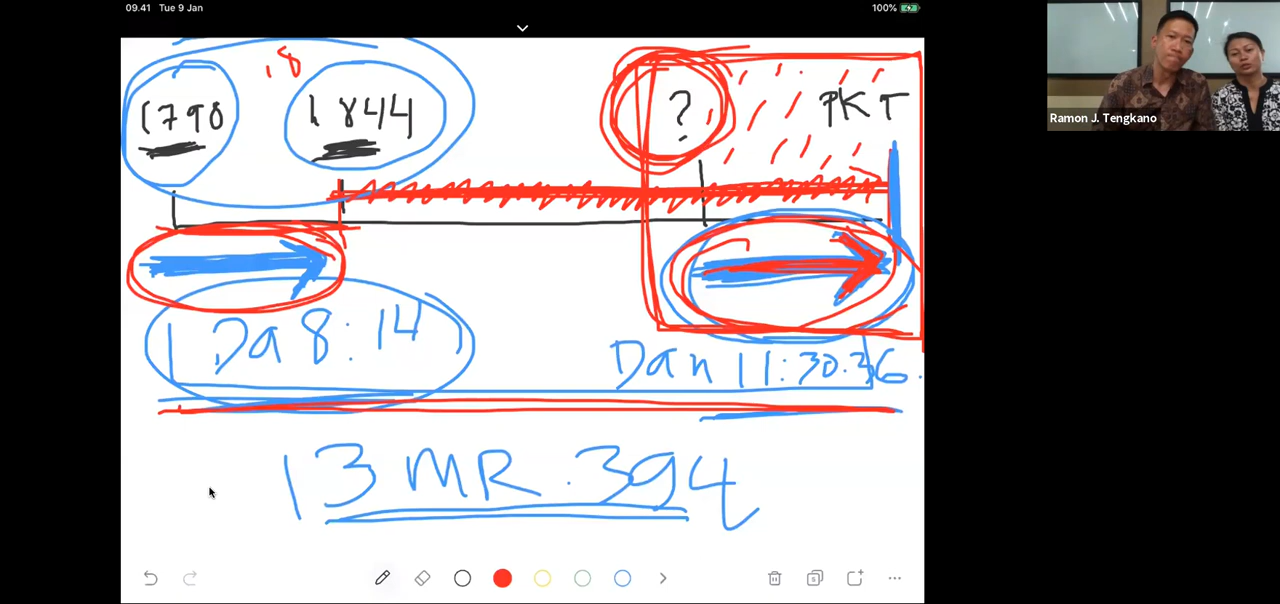 09.41 Tue 9 Jan
100%
,8
1798 1844 ? PKT
Da 8:14
Dan 11:30.36.
13 MR.394
Ramon J. Tengkano